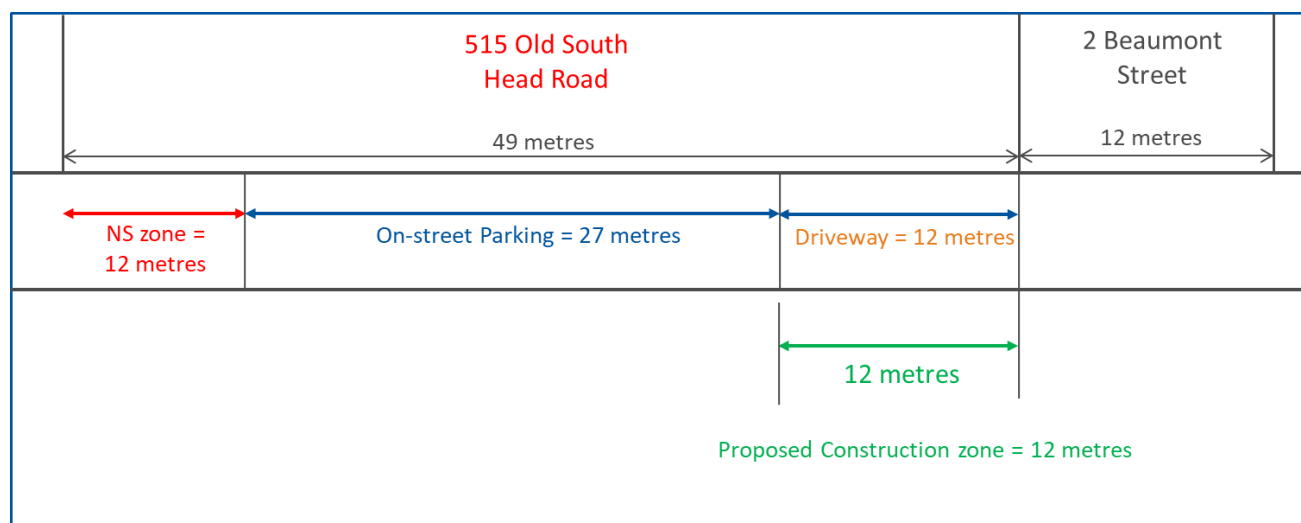 515 Old South
Head Road
2 Beaumont
Street
49 metres
12 metres
NS zone =
12 metres
On-street Parking = 27 metres
Driveway = 12 metres
12 metres
Proposed Construction zone = 12 metres